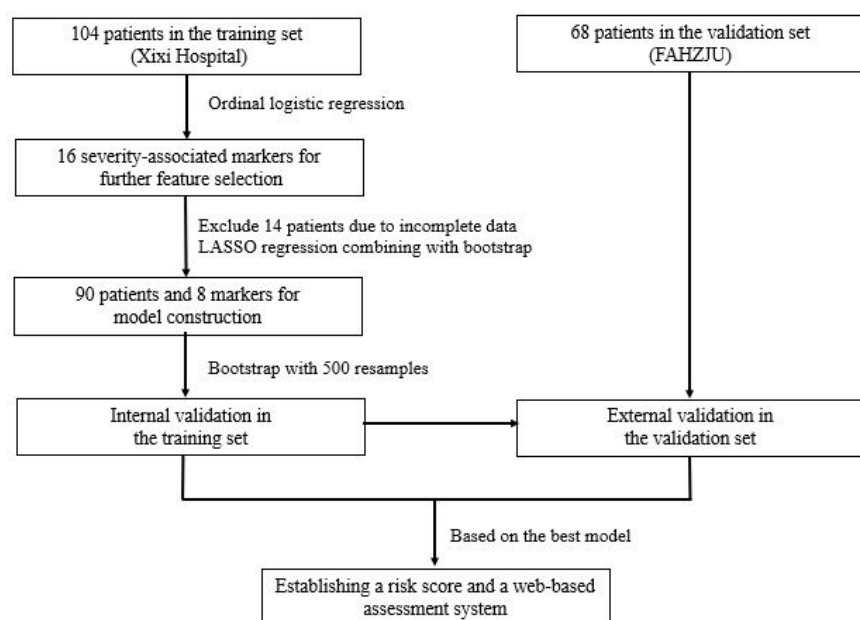 104 patients in the training set
(Xixi Hospital)
68 patients in the validation set
(FAHZJU)
Ordinal logistic regression
16 severity-associated markers for
further feature selection
Exclude 14 patients due to incomplete data
LASSO regression combining with bootstrap
90 patients and 8 markers for
model construction
Bootstrap with 500 resamples
Internal validation in
the training set
External validation in
the validation set
Based on the best model
Establishing a risk score and a web-based
assessment system